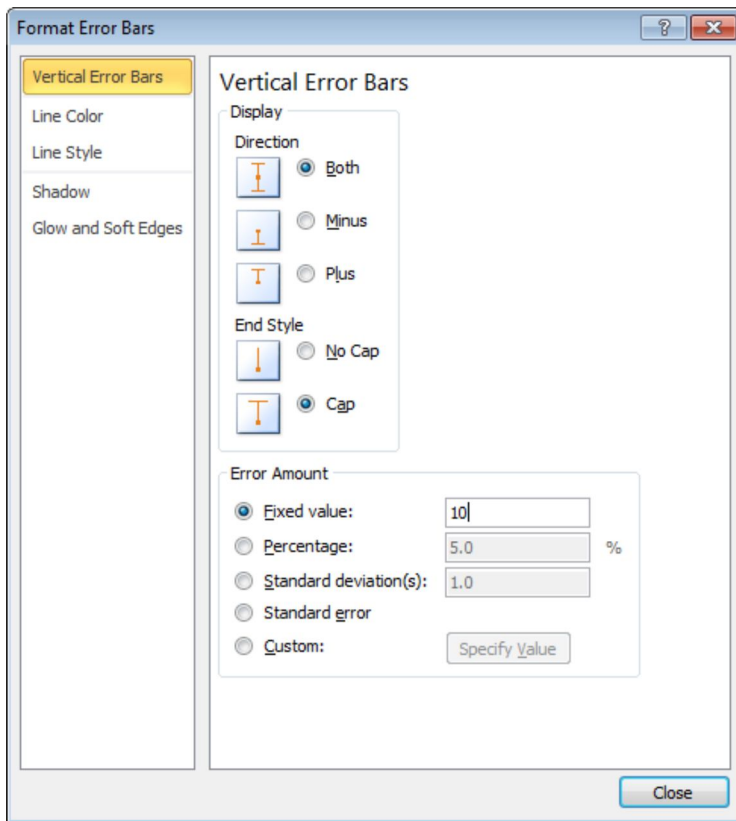 Format Error Bars
?
Vertical Error Bars
Line Color
Line Style
Shadow
Glow and Soft Edges
Vertical Error Bars
Display
Direction
Both
Minus
Plus
End Style
No Cap
Cap
Error Amount
Fixed value: 10
Percentage: 5.0 %
Standard deviation(s): 1.0
Standard error
Custom: Specify Value
Close